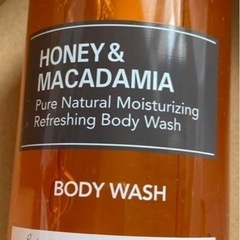 HONEY &
MACADAMIA
Pure Natural Moisturizing
Refreshing Body Wash
BODY WASH